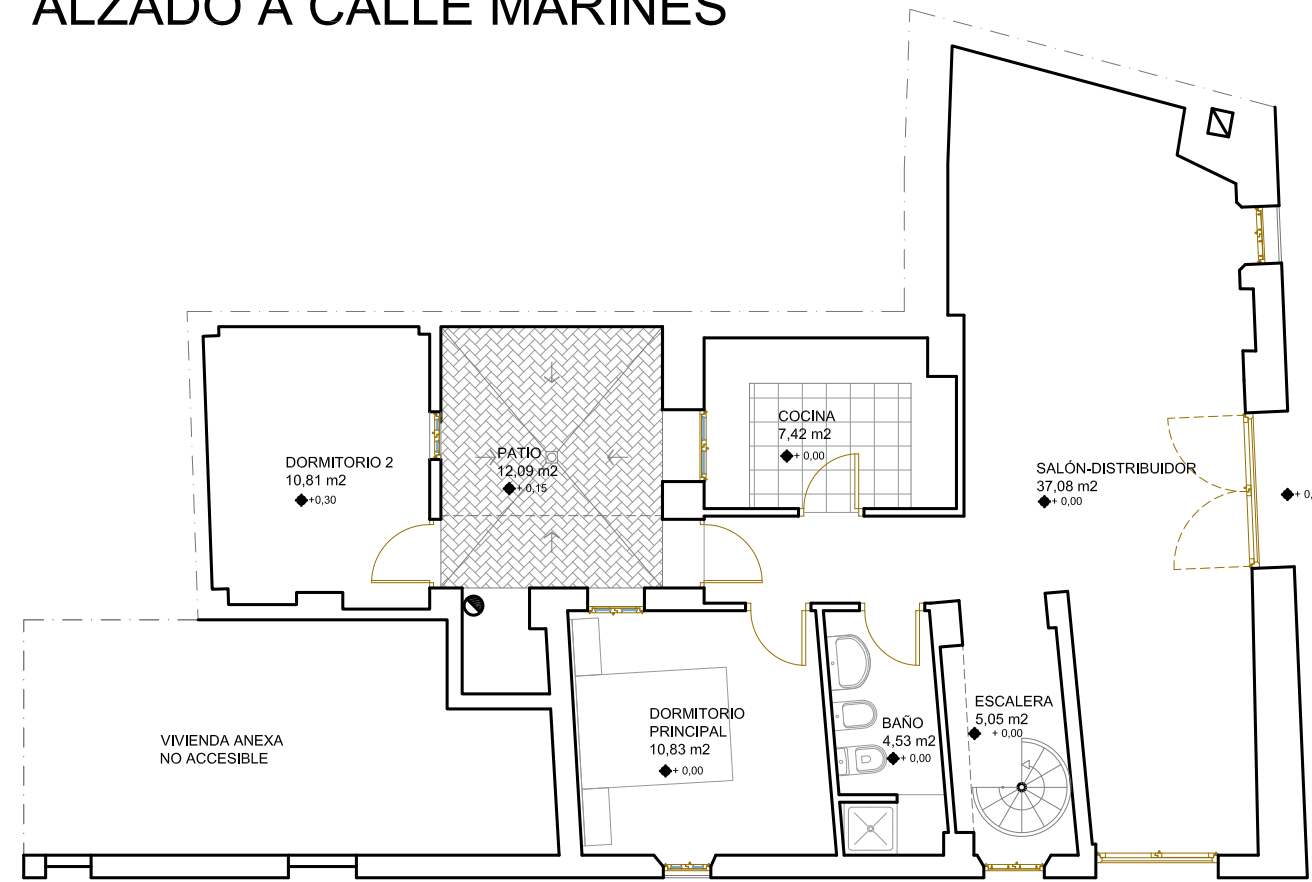 ALZADO A CALLE MARINES
COCINA
7,42 m2
+ 0,00
PATIO
12,09 m2
+ 0,15
DORMITORIO 2
10,81 m2
+0,30
SALÓN-DISTRIBUIDOR
37,08 m2
+ 0,00
+ 0,
ESCALERA
5,05 m2
+ 0,00
DORMITORIO
PRINCIPAL
10,83 m2
+ 0,00
BAÑO
4,53 m2
+ 0,00
VIVIENDA ANEXA
NO ACCESIBLE